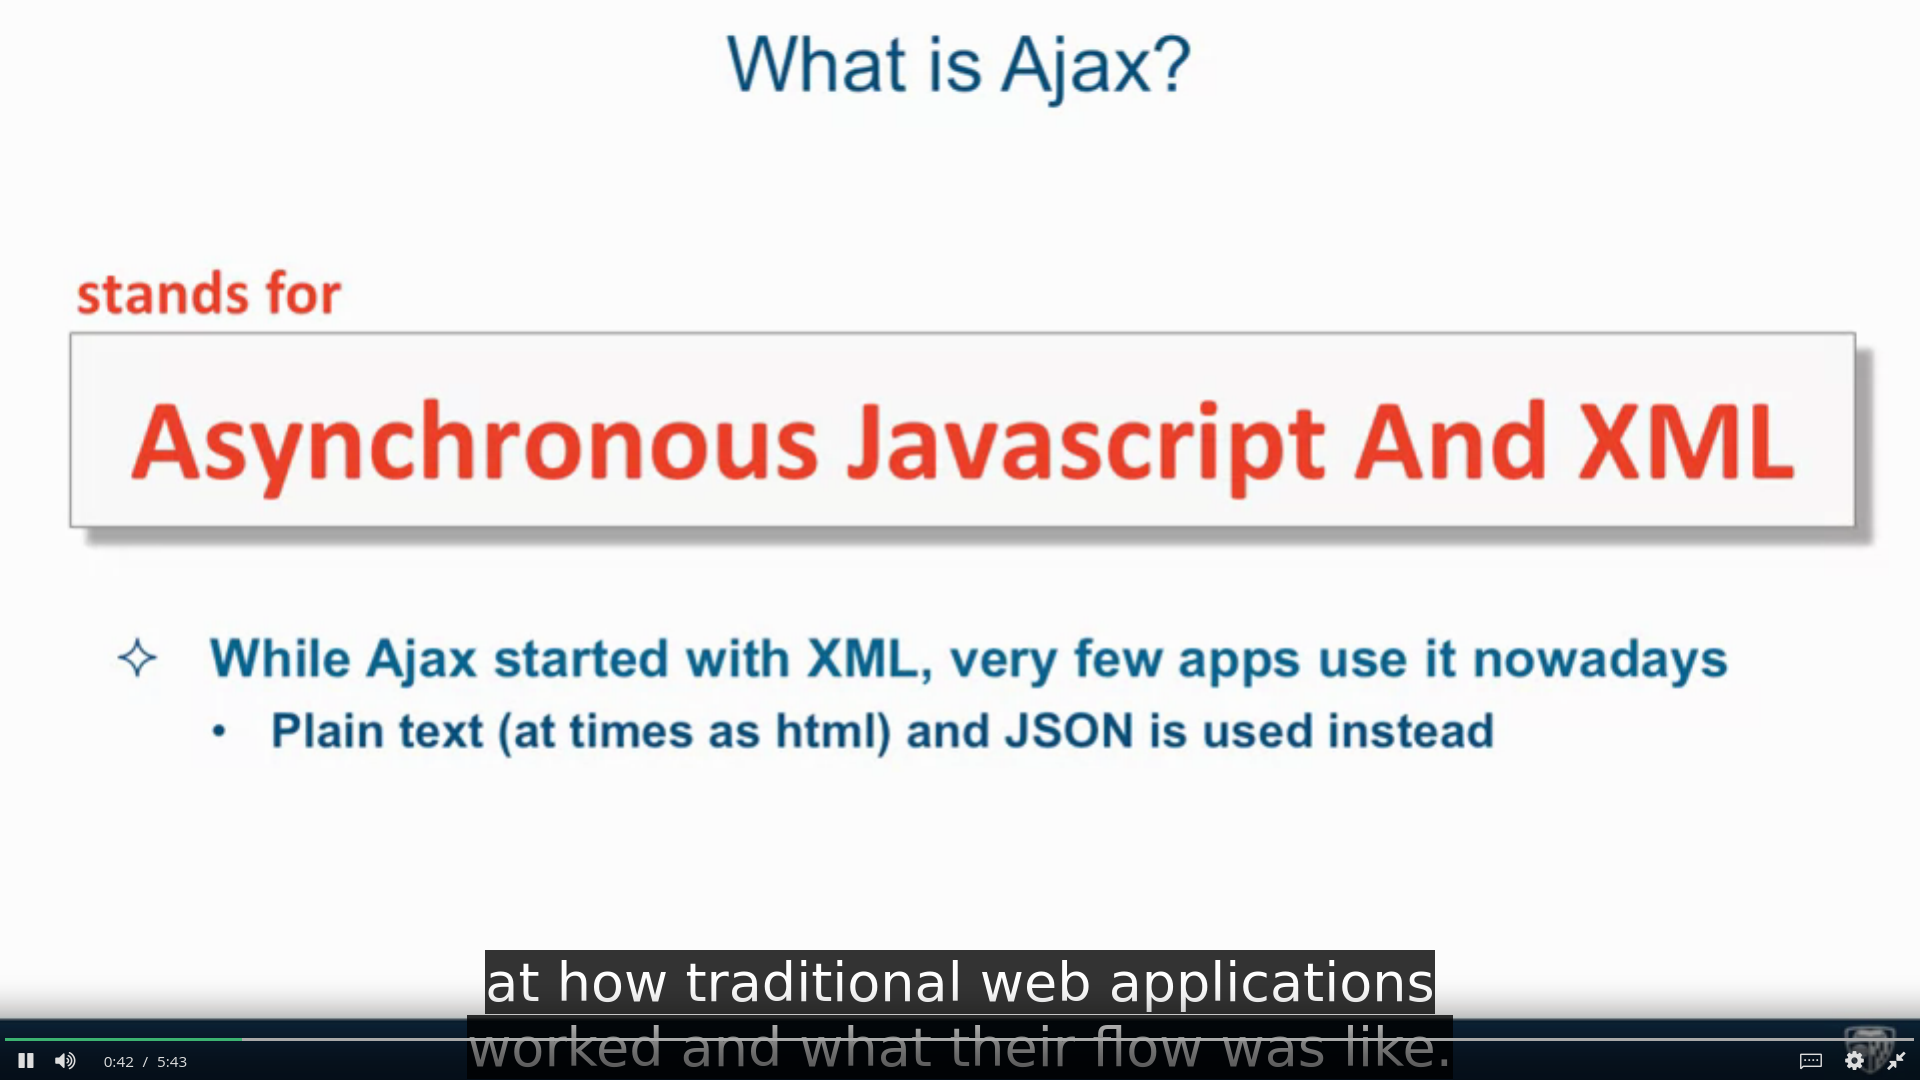 What is Ajax?
stands for
Asynchronous Javascript And XML
While Ajax started with XML, very few apps use it nowadays
• Plain text (at times as html) and JSON is used instead
at how traditional web applications
worked and what their flow was like.
0:42 / 5:43